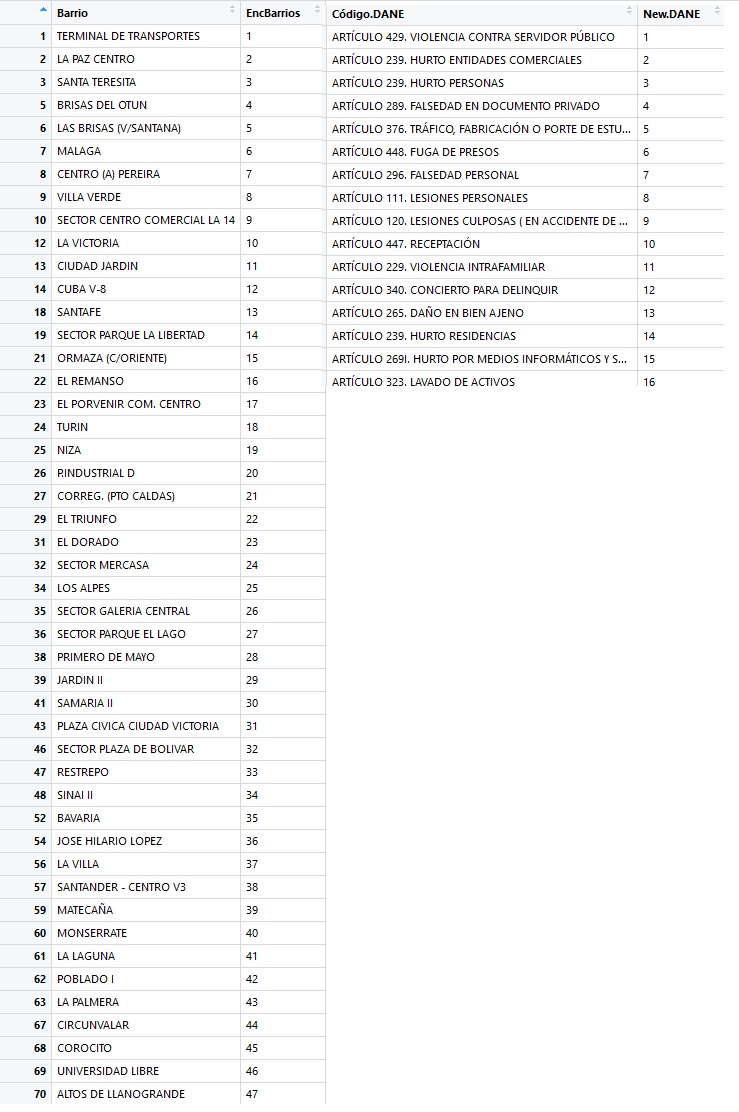 Barrio EncBarrios Código.DANE New.DANE
1 TERMINAL DE TRANSPORTES 1 ARTÍCULO 429. VIOLENCIA CONTRA SERVIDOR PÚBLICO 1
2 LA PAZ CENTRO 2 ARTÍCULO 239. HURTO ENTIDADES COMERCIALES 2
3 SANTA TERESITA 3 ARTÍCULO 239. HURTO PERSONAS 3
5 BRISAS DEL OTUN 4 ARTÍCULO 289. FALSEDAD EN DOCUMENTO PRIVADO 4
6 LAS BRISAS (V/SANTANA) 5 ARTÍCULO 376. TRÁFICO, FABRICACIÓN O PORTE DE ESTU... 5
7 MALAGA 6 ARTÍCULO 448. FUGA DE PRESOS 6
8 CENTRO (A) PEREIRA 7 ARTÍCULO 296. FALSEDAD PERSONAL 7
9 VILLA VERDE 8 ARTÍCULO 111. LESIONES PERSONALES 8
10 SECTOR CENTRO COMERCIAL LA 14 9 ARTÍCULO 120. LESIONES CULPOSAS ( EN ACCIDENTE DE ... 9
12 LA VICTORIA 10 ARTÍCULO 447. RECEPTACIÓN 10
13 CIUDAD JARDIN 11 ARTÍCULO 229. VIOLENCIA INTRAFAMILIAR 11
14 CUBA V-8 12 ARTÍCULO 340. CONCIERTO PARA DELINQUIR 12
18 SANTAFE 13 ARTÍCULO 265. DAÑO EN BIEN AJENO 13
19 SECTOR PARQUE LA LIBERTAD 14 ARTÍCULO 239. HURTO RESIDENCIAS 14
21 ORMAZA (C/ORIENTE) 15 ARTÍCULO 269I. HURTO POR MEDIOS INFORMÁTICOS Y S... 15
22 EL REMANSO 16 ARTÍCULO 323. LAVADO DE ACTIVOS 16
23 EL PORVENIR COM. CENTRO 17
24 TURIN 18
25 NIZA 19
26 P.INDUSTRIAL D 20
27 CORREG. (PTO CALDAS) 21
29 EL TRIUNFO 22
31 EL DORADO 23
32 SECTOR MERCASA 24
34 LOS ALPES 25
35 SECTOR GALERIA CENTRAL 26
36 SECTOR PARQUE EL LAGO 27
38 PRIMERO DE MAYO 28
39 JARDIN II 29
41 SAMARIA II 30
43 PLAZA CIVICA CIUDAD VICTORIA 31
46 SECTOR PLAZA DE BOLIVAR 32
47 RESTREPO 33
48 SINAI II 34
52 BAVARIA 35
54 JOSE HILARIO LOPEZ 36
56 LA VILLA 37
57 SANTANDER - CENTRO V3 38
59 MATECAÑA 39
60 MONSERRATE 40
61 LA LAGUNA 41
62 POBLADO I 42
63 LA PALMERA 43
67 CIRCUNVALAR 44
68 COROCITO 45
69 UNIVERSIDAD LIBRE 46
70 ALTOS DE LLANOGRANDE 47